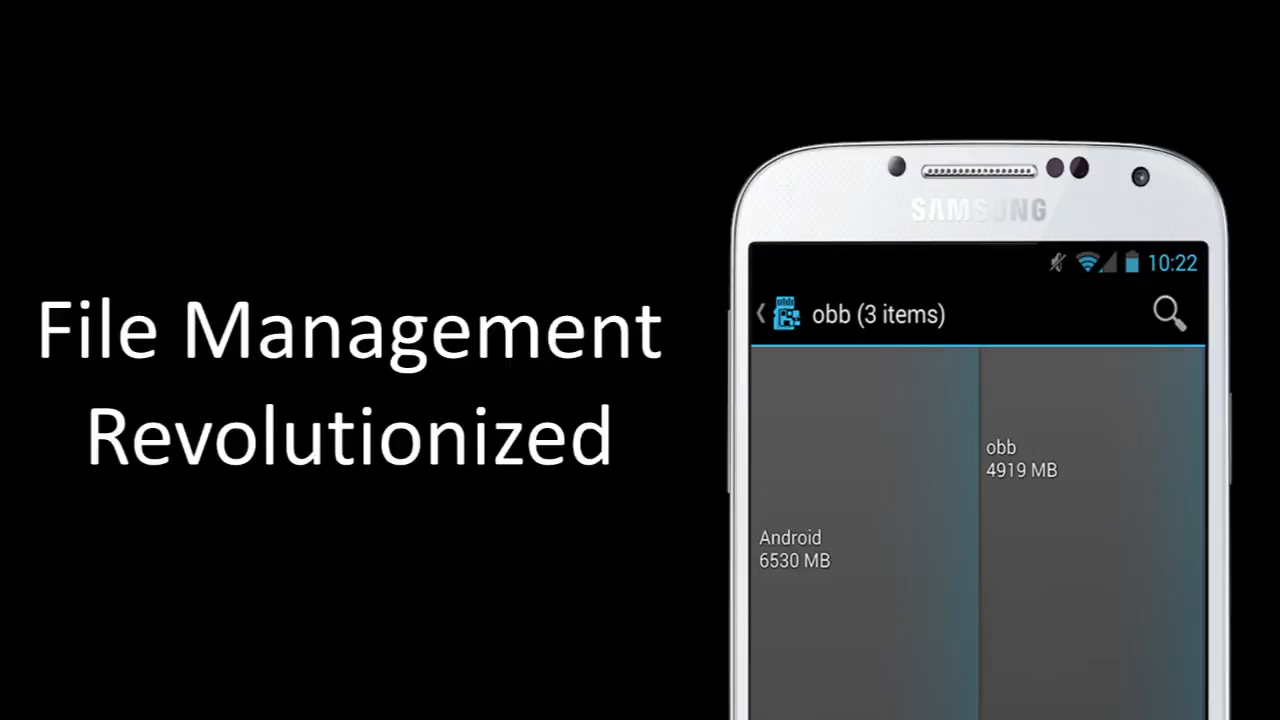 File Management
Revolutionized
SAMSUNG
10:22
obb (3 items)
obb
4919 MB
Android
6530 MB